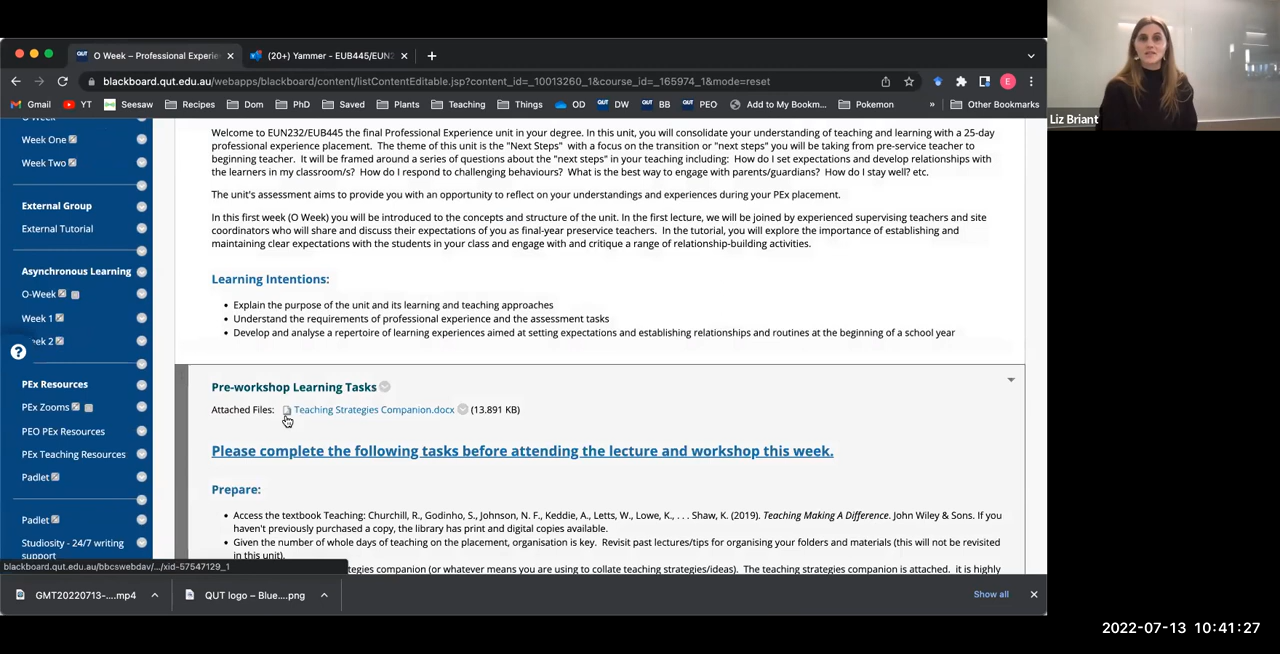 O Week – Professional Experie
(20+) Yammer - EUB445/EUN2
blackboard.qut.edu.au/webapps/blackboard/content/listContentEditable.jsp?content_id=_10013260_1&course_id=_165974_1&mode=reset
E
Gmail YT Seesaw Recipes Dom PhD Saved Plants Teaching Things OD DW BB PEO Add to My Bookm... Pokemon » Other Bookmarks
Liz Briant
O-Week
Week One
Week Two
External Group
External Tutorial
Asynchronous Learning
O-Week
Week 1
eek 2
PEx Resources
PEx Zooms
PEO PEx Resources
PEx Teaching Resources
Padlet
Padlet
Studiosity - 24/7 writing
support
Welcome to EUN232/EUB445 the final Professional Experience unit in your degree. In this unit, you will consolidate your understanding of teaching and learning with a 25-day
professional experience placement. The theme of this unit is the "Next Steps" with a focus on the transition or "next steps" you will be taking from pre-service teacher to
beginning teacher. It will be framed around a series of questions about the "next steps" in your teaching including: How do I set expectations and develop relationships with
the learners in my classroom/s? How do I respond to challenging behaviours? What is the best way to engage with parents/guardians? How do I stay well? etc.
The unit's assessment aims to provide you with an opportunity to reflect on your understandings and experiences during your PEx placement.
In this first week (O Week) you will be introduced to the concepts and structure of the unit. In the first lecture, we will be joined by experienced supervising teachers and site
coordinators who will share and discuss their expectations of you as final-year preservice teachers. In the tutorial, you will explore the importance of establishing and
maintaining clear expectations with the students in your class and engage with and critique a range of relationship-building activities.
Learning Intentions:
• Explain the purpose of the unit and its learning and teaching approaches
• Understand the requirements of professional experience and the assessment tasks
• Develop and analyse a repertoire of learning experiences aimed at setting expectations and establishing relationships and routines at the beginning of a school year
Pre-workshop Learning Tasks
Attached Files: Teaching Strategies Companion.docx (13.891 KB)
Please complete the following tasks before attending the lecture and workshop this week.
Prepare:
• Access the textbook Teaching: Churchill, R., Godinho, S., Johnson, N. F., Keddie, A., Letts, W., Lowe, K., . . . Shaw, K. (2019). Teaching Making A Difference. John Wiley & Sons. If you
haven't previously purchased a copy, the library has print and digital copies available.
• Given the number of whole days of teaching on the placement, organisation is key. Revisit past lectures/tips for organising your folders and materials (this will not be revisited
in this unit).
tegies companion (or whatever means you are using to collate teaching strategies/ideas). The teaching strategies companion is attached. it is highly
blackboard.qut.edu.au/bbcswebdav/.../xid-57547129_1
GMT20220713-....mp4
QUT logo – Blue....png
Show all
2022-07-13 10:41:27